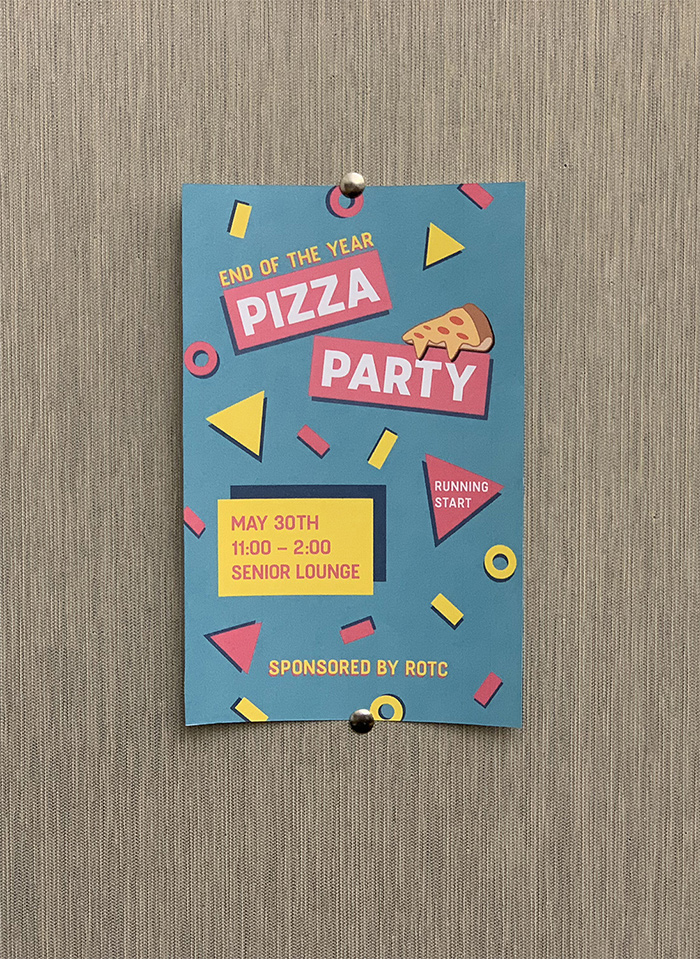 END OF THE YEAR
PIZZA
PARTY
RUNNING
START
MAY 30TH
11:00 – 2:00
SENIOR LOUNGE
SPONSORED BY ROTC